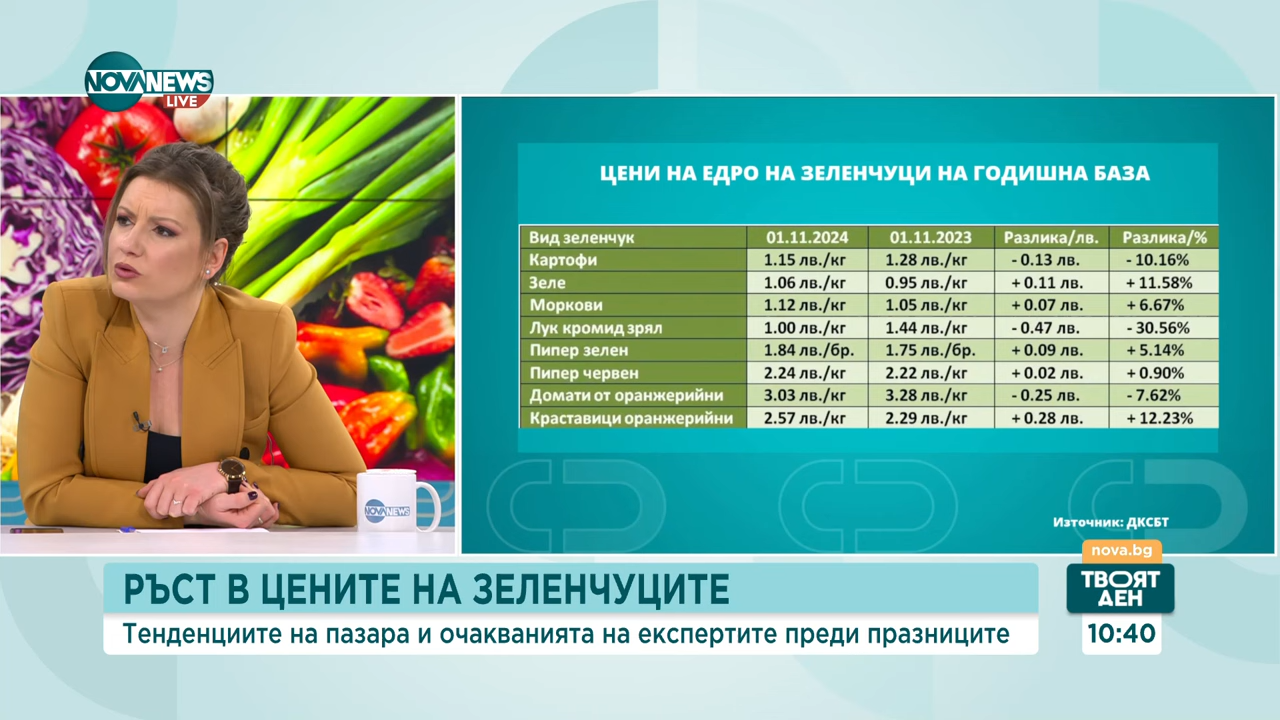 NOVANEWS
LIVE
ЦЕНИ НА ЕДРО НА ЗЕЛЕНЧУЦИ НА ГОДИШНА БАЗА
Вид зеленчук 01.11.2024 01.11.2023 Разлика/лв. Разлика/%
Картофи 1.15 лв./кг 1.28 лв./кг - 0.13 лв. - 10.16%
Зеле 1.06 лв./кг 0.95 лв./кг + 0.11 лв. + 11.58%
Моркови 1.12 лв./кг 1.05 лв./кг + 0.07 лв. + 6.67%
Лук кромид зрял 1.00 лв./кг 1.44 лв./кг - 0.47 лв. - 30.56%
Пипер зелен 1.84 лв./бр. 1.75 лв./бр. + 0.09 лв. + 5.14%
Пипер червен 2.24 лв./кг 2.22 лв./кг + 0.02 лв. + 0.90%
Домати от оранжерийни 3.03 лв./кг 3.28 лв./кг - 0.25 лв. - 7.62%
Краставици оранжерийни 2.57 лв./кг 2.29 лв./кг + 0.28 лв. + 12.23%
NOVANEWS
Източник: ДКСБТ
nova.bg
РЪСТ В ЦЕНИТЕ НА ЗЕЛЕНЧУЦИТЕ
Тенденциите на пазара и очакванията на експертите преди празниците
ТВОЯТ
ДЕН
10:40